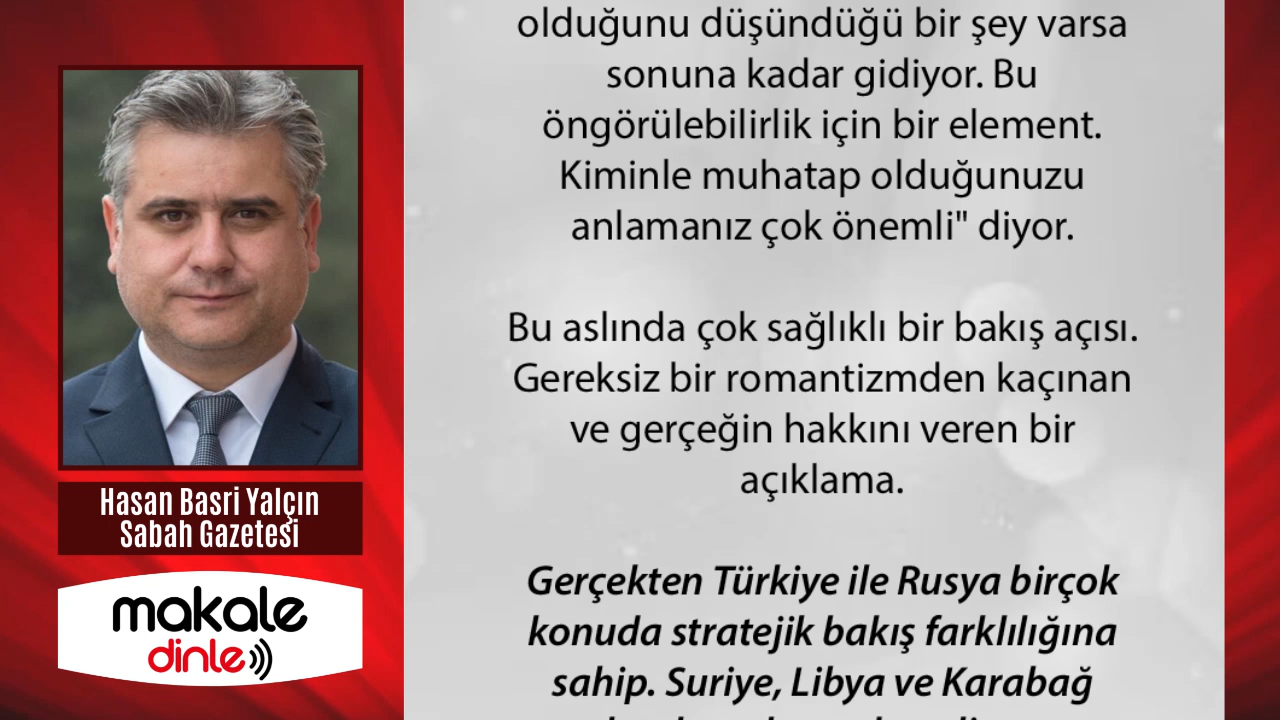 olduğunu düşündüğü bir şey varsa
sonuna kadar gidiyor. Bu
öngörülebilirlik için bir element.
Kiminle muhatap olduğunuzu
anlamanız çok önemli" diyor.
Bu aslında çok sağlıklı bir bakış açısı.
Gereksiz bir romantizmden kaçınan
ve gerçeğin hakkını veren bir
açıklama.
Gerçekten Türkiye ile Rusya birçok
konuda stratejik bakış farklılığına
sahip. Suriye, Libya ve Karabağ
Hasan Basri Yalçın
Sabah Gazetesi
makale
dinle